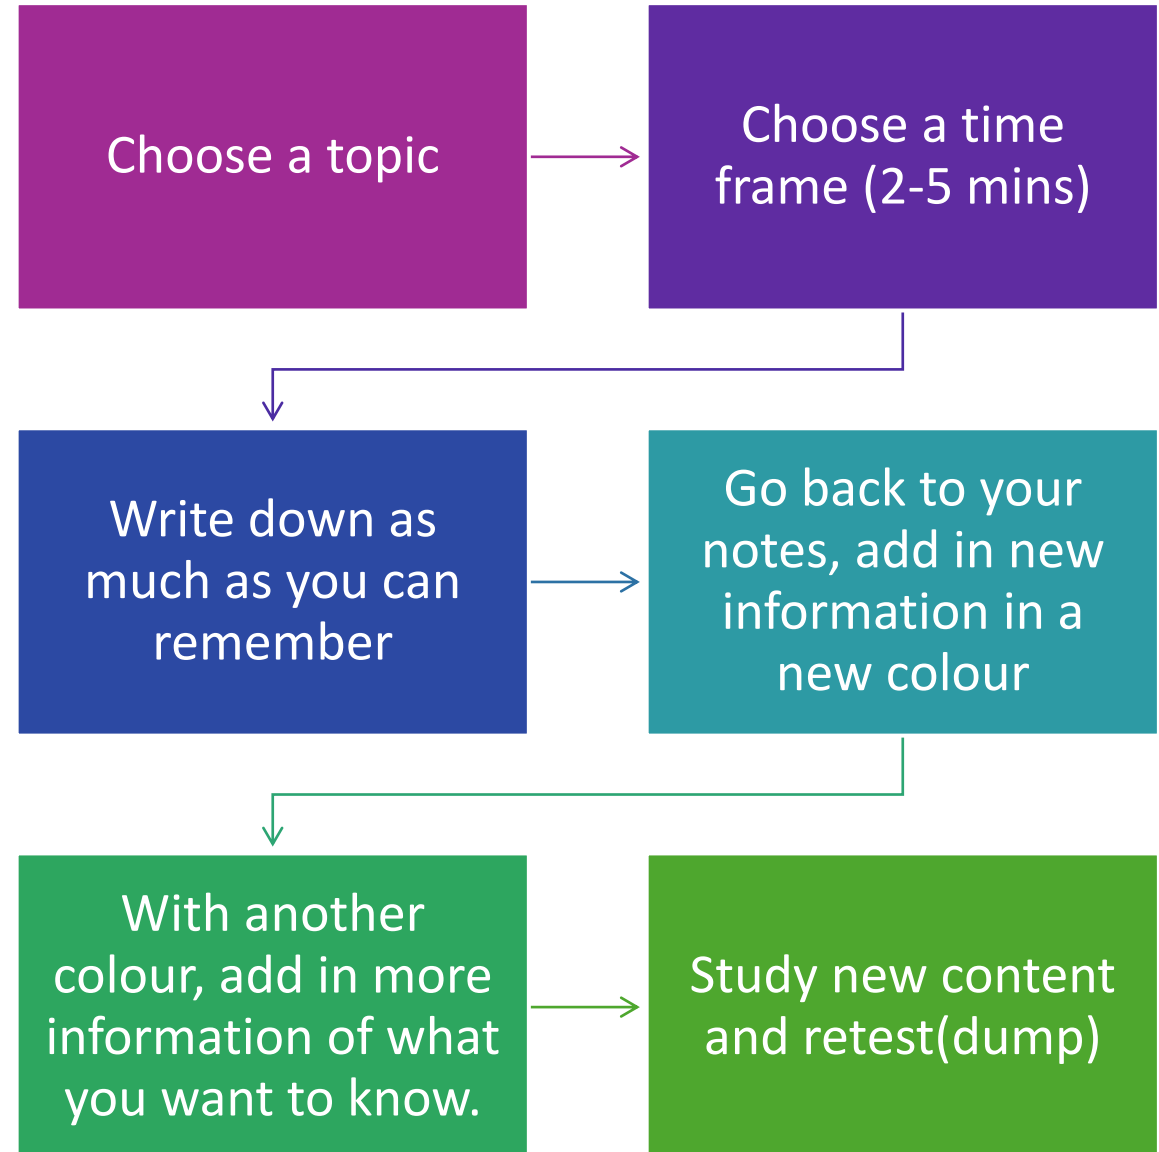 Choose a topic
Choose a time
frame (2-5 mins)
Write down as
much as you can
remember
Go back to your
notes, add in new
information in a
new colour
With another
colour, add in more
information of what
you want to know.
Study new content
and retest(dump)